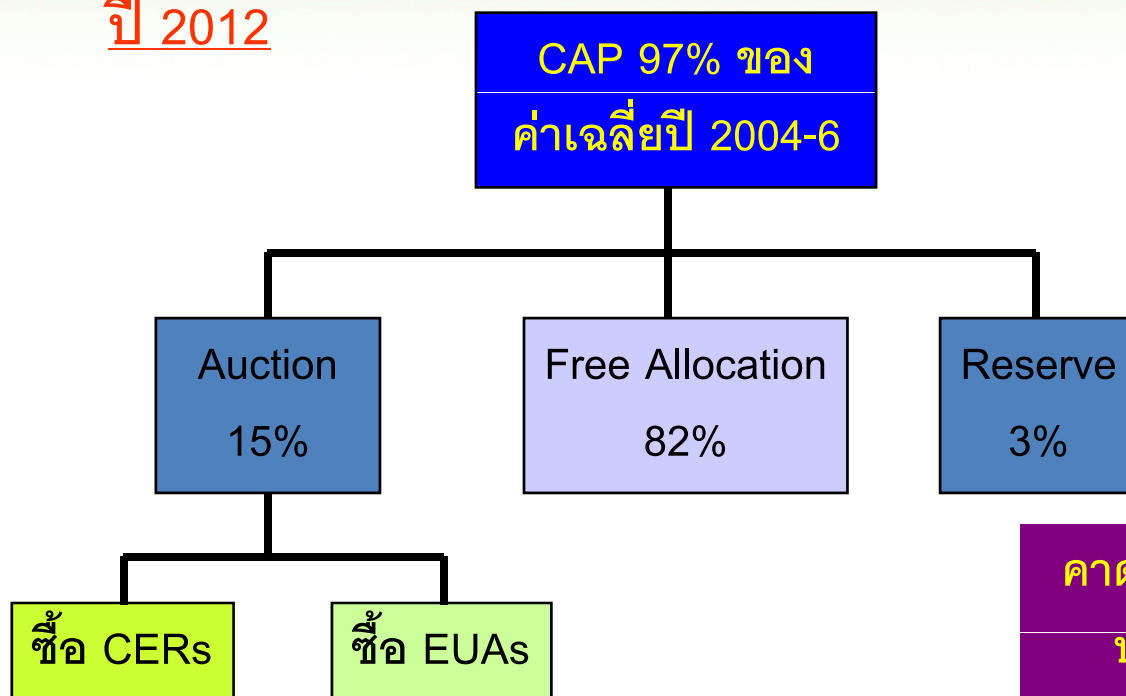 ปี 2012
CAP 97% ของ
ค่าเฉลี่ยปี 2004-6
Auction
15%
Free Allocation
82%
Reserve
3%
ซื้อ CERs
ซื้อ EUAs